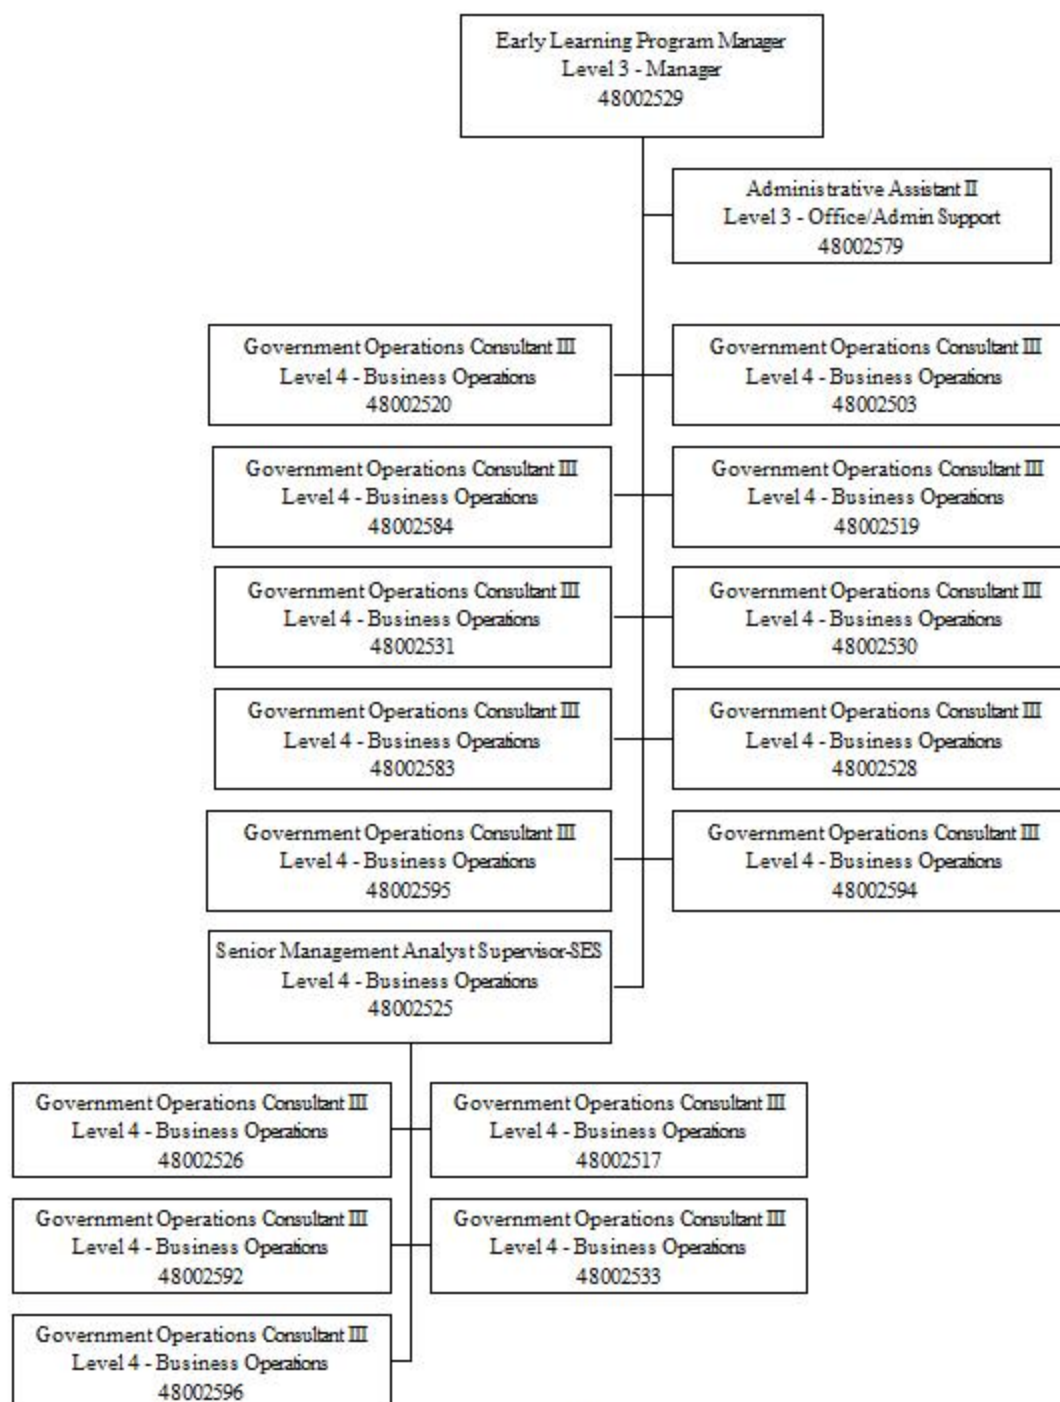 Early Learning Program Manager
Level 3 - Manager
48002529
Administrative Assistant II
Level 3 - Office/Admin Support
48002579
Government Operations Consultant III
Level 4 - Business Operations
48002520
Government Operations Consultant III
Level 4 - Business Operations
48002503
Government Operations Consultant III
Level 4 - Business Operations
48002584
Government Operations Consultant III
Level 4 - Business Operations
48002519
Government Operations Consultant III
Level 4 - Business Operations
48002531
Government Operations Consultant III
Level 4 - Business Operations
48002530
Government Operations Consultant III
Level 4 - Business Operations
48002583
Government Operations Consultant III
Level 4 - Business Operations
48002528
Government Operations Consultant III
Level 4 - Business Operations
48002595
Government Operations Consultant III
Level 4 - Business Operations
48002594
Senior Management Analyst Supervisor-SES
Level 4 - Business Operations
48002525
Government Operations Consultant III
Level 4 - Business Operations
48002526
Government Operations Consultant III
Level 4 - Business Operations
48002517
Government Operations Consultant III
Level 4 - Business Operations
48002592
Government Operations Consultant III
Level 4 - Business Operations
48002533
Government Operations Consultant III
Level 4 - Business Operations
48002596